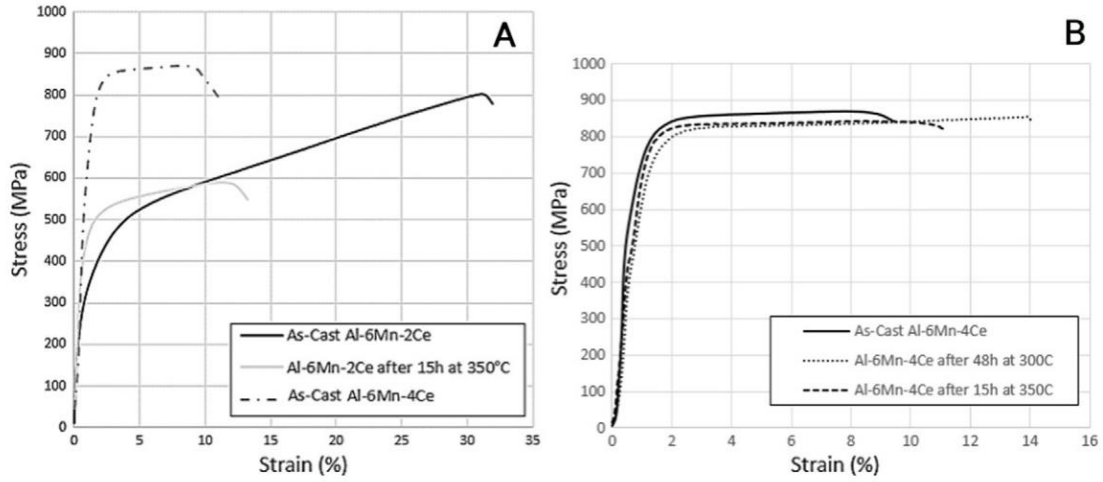 A
1000
900
800
700
600
500
400
300
200
100
0
0 5 10 15 20 25 30 35
Stress (MPa)
Strain (%)
As-Cast Al-6Mn-2Ce
Al-6Mn-2Ce after 15h at 350°C
As-Cast Al-6Mn-4Ce
B
1000
900
800
700
600
500
400
300
200
100
0
0 2 4 6 8 10 12 14 16
Stress (MPa)
Strain (%)
As-Cast Al-6Mn-4Ce
Al-6Mn-4Ce after 48h at 300C
Al-6Mn-4Ce after 15h at 350C